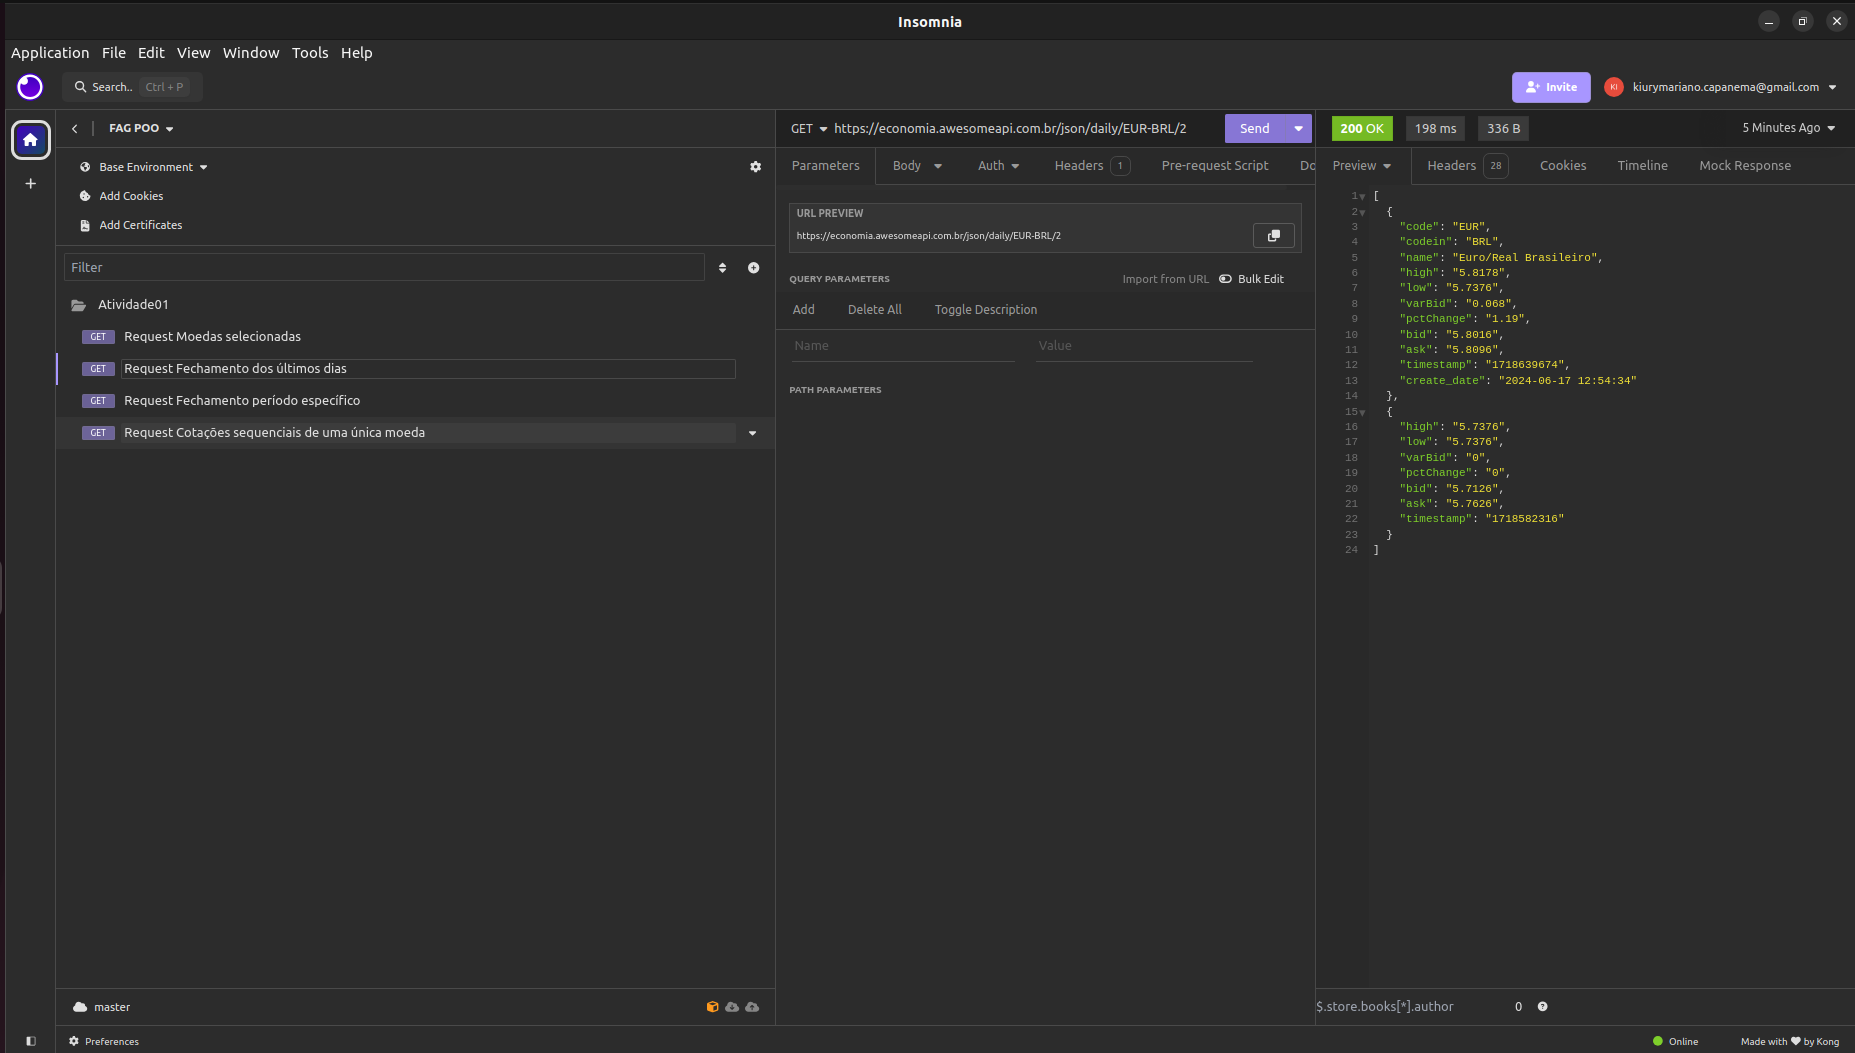 Insomnia
Application File Edit View Window Tools Help
Search.. Ctrl + P
Invite
KI kiurymariano.capanema@gmail.com
FAG POO
Base Environment
Add Cookies
Add Certificates
Filter
Atividade01
GET Request Moedas selecionadas
GET Request Fechamento dos últimos dias
GET Request Fechamento período específico
GET Request Cotações sequenciais de uma única moeda
master
Preferences
GET https://economia.awesomeapi.com.br/json/daily/EUR-BRL/2 Send
Parameters Body Auth Headers 1 Pre-request Script Do
URL PREVIEW
https://economia.awesomeapi.com.br/json/daily/EUR-BRL/2
QUERY PARAMETERS Import from URL Bulk Edit
Add Delete All Toggle Description
Name Value
PATH PARAMETERS
200 OK 198 ms 336 B 5 Minutes Ago
Preview Headers 28 Cookies Timeline Mock Response
1 [
2 {
3 "code": "EUR",
4 "codein": "BRL",
5 "name": "Euro/Real Brasileiro",
6 "high": "5.8178",
7 "low": "5.7376",
8 "varBid": "0.068",
9 "pctChange": "1.19",
10 "bid": "5.8016",
11 "ask": "5.8096",
12 "timestamp": "1718639674",
13 "create_date": "2024-06-17 12:54:34"
14 },
15 {
16 "high": "5.7376",
17 "low": "5.7376",
18 "varBid": "0",
19 "pctChange": "0",
20 "bid": "5.7126",
21 "ask": "5.7626",
22 "timestamp": "1718582316"
23 }
24 ]
$.store.books[*].author 0
Online Made with ❤ by Kong